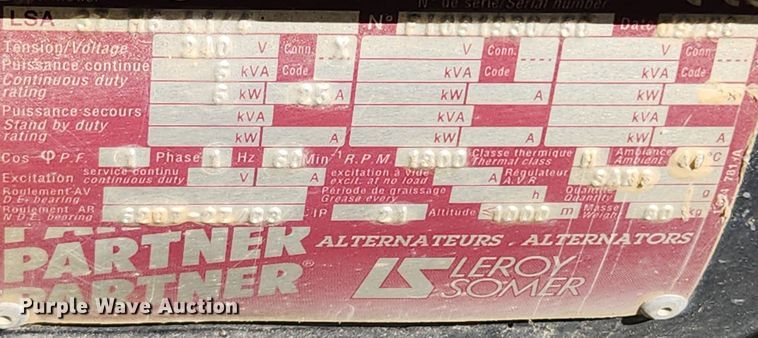 N° de série/Serial number
LSA N° Date
Tension/Voltage 240 V Conn. X V Conn. V Conn.
Puissance continue 6 kVA Code kVA Code kVA
Continuous duty
rating 6 kW 25 A kW A kW
Puissance secours kVA kVA kVA
Stand by duty
rating kW A kW A kW A
Cos φ P.F. 1 Phase 1 Hz 60 Min-1/R.P.M. 1800 Classe thermique Thermal class H Ambiance Ambient 40 °C
Excitation service continu continuous duty V A excitation à vide excit. at no load A Régulateur A.V.R
Roulement-AV
D.E. bearing Période de graissage Grease every h Quantité Quantity g
Roulement AR
N.D.E. bearing IP 21 Altitude ≤1000 m Masse Weigh kg
PARTNER ALTERNATEURS . ALTERNATORS
PARTNER® LS LEROY SOMER
Purple Wave Auction